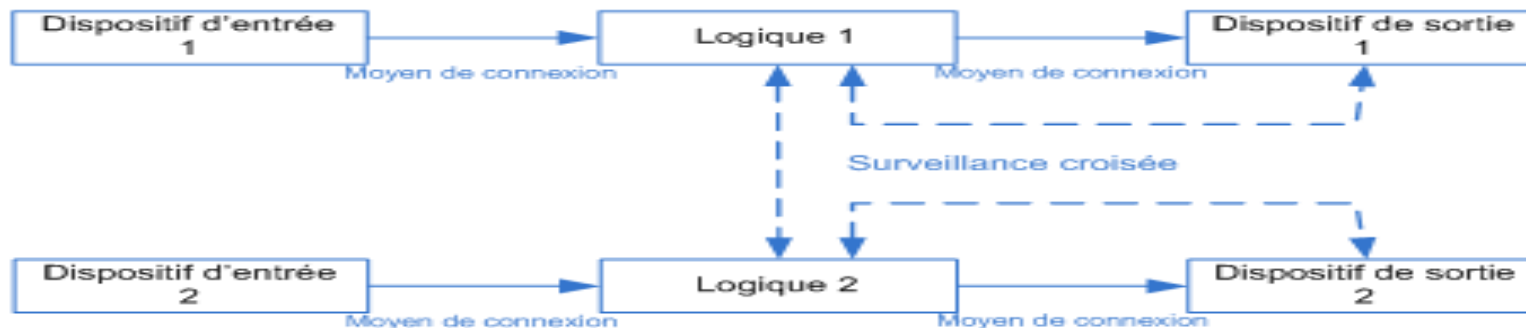 Dispositif d'entrée
1
Logique 1
Dispositif de sortie
1
Moyen de connexion
Moyen de connexion
Surveillance croisée
Dispositif d'entrée
2
Logique 2
Dispositif de sortie
2
Moyen de connexion
Moyen de connexion